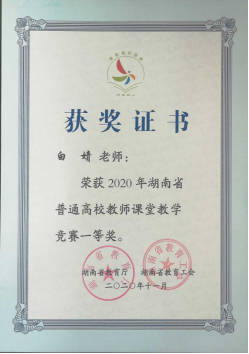 获奖证书
白 婧 老师：
荣获2020年湖南省
普通高校教师课堂教学
竞赛一等奖。
湖南省教育厅 湖南省教育工会
二〇二〇年十一月